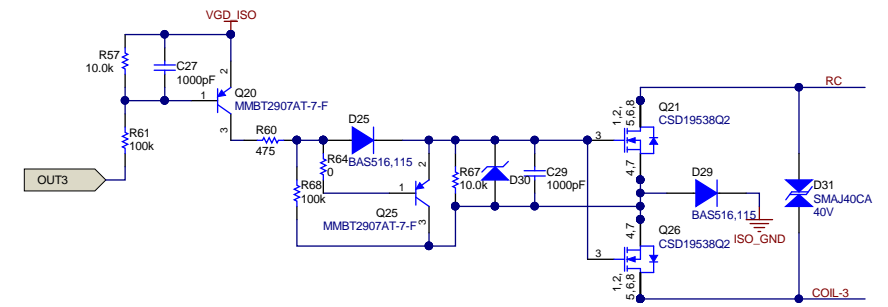 VGD_ISO
R57
10.0k
C27
1000pF
2
1
Q20
MMBT2907AT-7-F
3
R61
100k
OUT3
R60
475
D25
BAS516,115
R64
0
R68
100k
2
1
3
Q25
MMBT2907AT-7-F
R67
10.0k
D30
C29
1000pF
1,2,
5,6,8
3
Q21
CSD19538Q2
4,7
RC
D29
BAS516,115
ISO_GND
D31
SMAJ40CA
40V
4,7
Q26
CSD19538Q2
3
1,2,
5,6,8
COIL-3